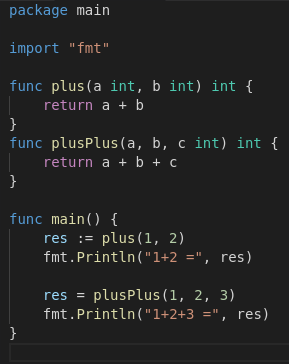 package main

import "fmt"

func plus(a int, b int) int {
    return a + b
}
func plusPlus(a, b, c int) int {
    return a + b + c
}

func main() {
    res := plus(1, 2)
    fmt.Println("1+2 =", res)

    res = plusPlus(1, 2, 3)
    fmt.Println("1+2+3 =", res)
}